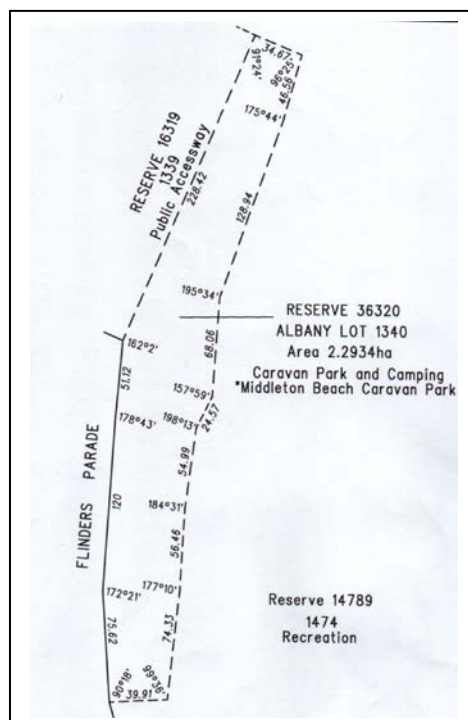 34.67
91°24'
96°25'
46.56
175°44'
RESERVE 16319
1339
Public Accessway
228.42
128.94
195°34'
RESERVE 36320
ALBANY LOT 1340
Area 2.2934ha
Caravan Park and Camping
"Middleton Beach Caravan Park
162°2'
68.06
51.12
157°59'
24.57
178°43'
198°13'
54.99
FLINDERS PARADE
120
184°31'
56.46
172°21'
177°10'
Reserve 14789
1474
Recreation
75.62
74.33
90°18'
99°36'
39.91